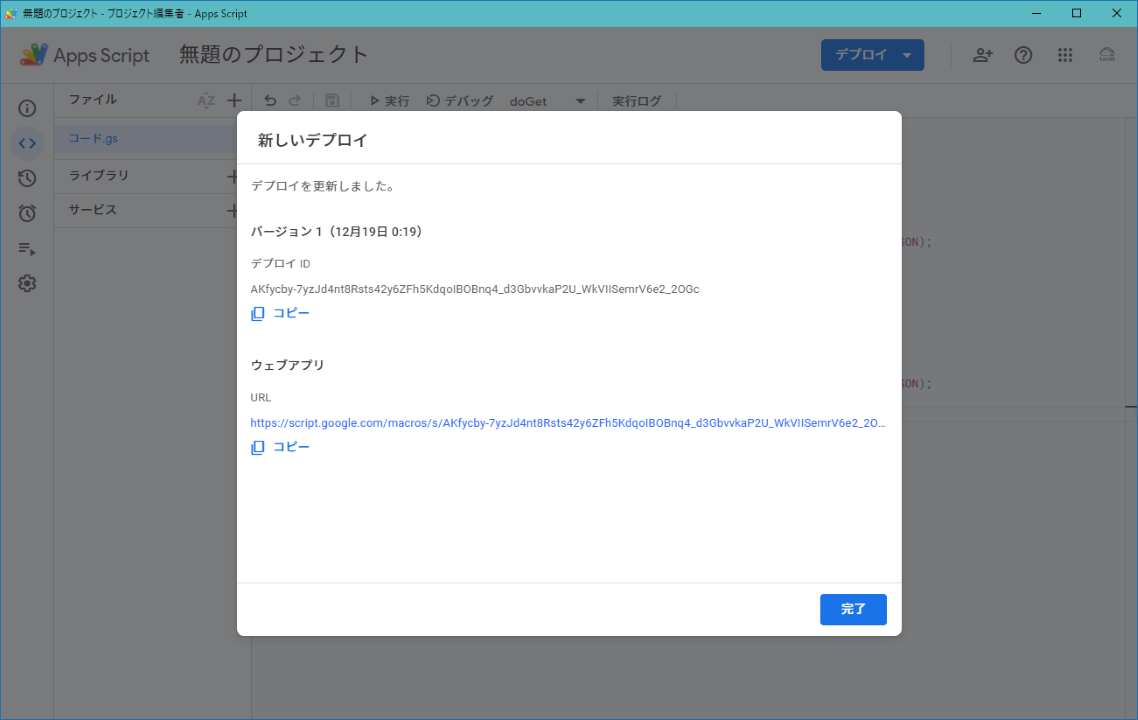 無題のプロジェクト - プロジェクト編集者 - Apps Script
Apps Script 無題のプロジェクト デプロイ
ファイル AZ 実行 デバッグ doGet 実行ログ
コード.gs
ライブラリ
サービス
新しいデプロイ
デプロイを更新しました。
バージョン 1（12月19日 0:19）
デプロイ ID
AKfycby-7yzJd4nt8Rsts42y6ZFh5KdqoIBOBnq4_d3GbvvkaP2U_WkVIISemrV6e2_2OGc
コピー
ウェブアプリ
URL
https://script.google.com/macros/s/AKfycby-7yzJd4nt8Rsts42y6ZFh5KdqoIBOBnq4_d3GbvvkaP2U_WkVIISemrV6e2_2O...
コピー
完了
SON);
SON);